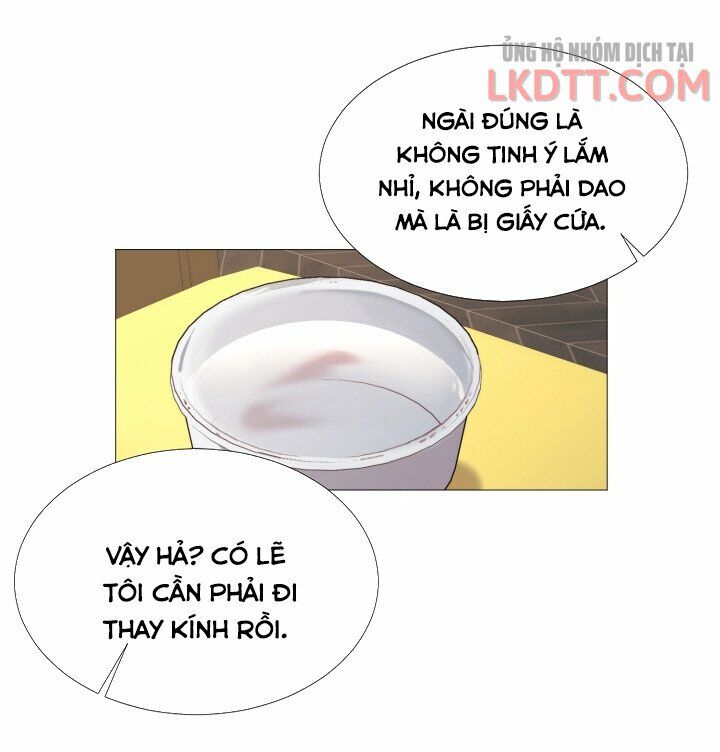 ỦNG HỘ NHÓM DỊCH TẠI
LKDTT.COM
NGÀI ĐÚNG LÀ
KHÔNG TINH Ý LẮM
NHỈ, KHÔNG PHẢI DAO
MÀ LÀ BỊ GIẤY CỨA.
VẬY HẢ? CÓ LẼ
TÔI CẦN PHẢI ĐI
THAY KÍNH RỒI.